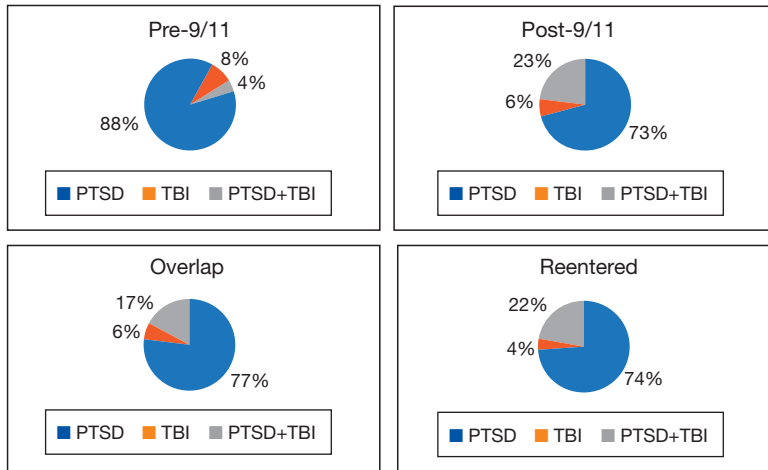 Pre-9/11
8%
4%
88%
PTSD TBI PTSD+TBI
Post-9/11
23%
6%
73%
PTSD TBI PTSD+TBI
Overlap
17%
6%
77%
PTSD TBI PTSD+TBI
Reentered
22%
4%
74%
PTSD TBI PTSD+TBI